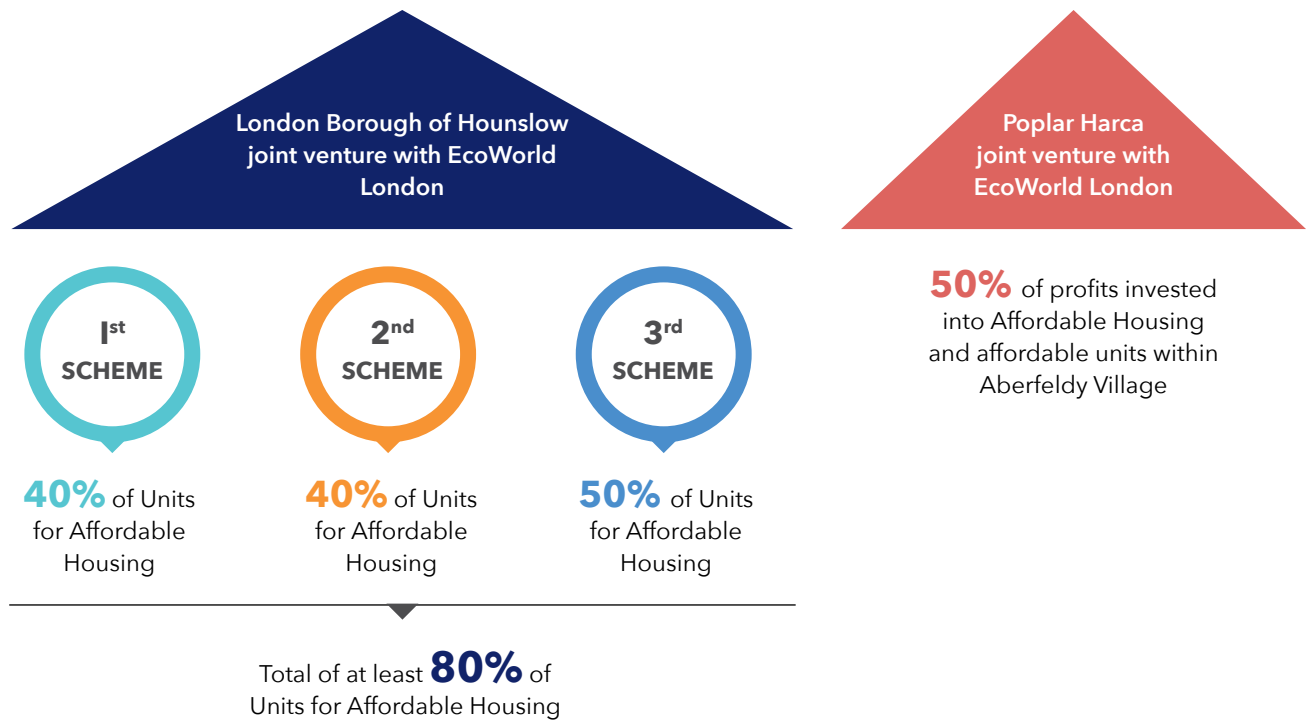 London Borough of Hounslow
joint venture with EcoWorld
London
Poplar Harca
joint venture with
EcoWorld London
1st
SCHEME
2nd
SCHEME
3rd
SCHEME
40% of Units
for Affordable
Housing
40% of Units
for Affordable
Housing
50% of Units
for Affordable
Housing
50% of profits invested
into Affordable Housing
and affordable units within
Aberfeldy Village
Total of at least 80% of
Units for Affordable Housing